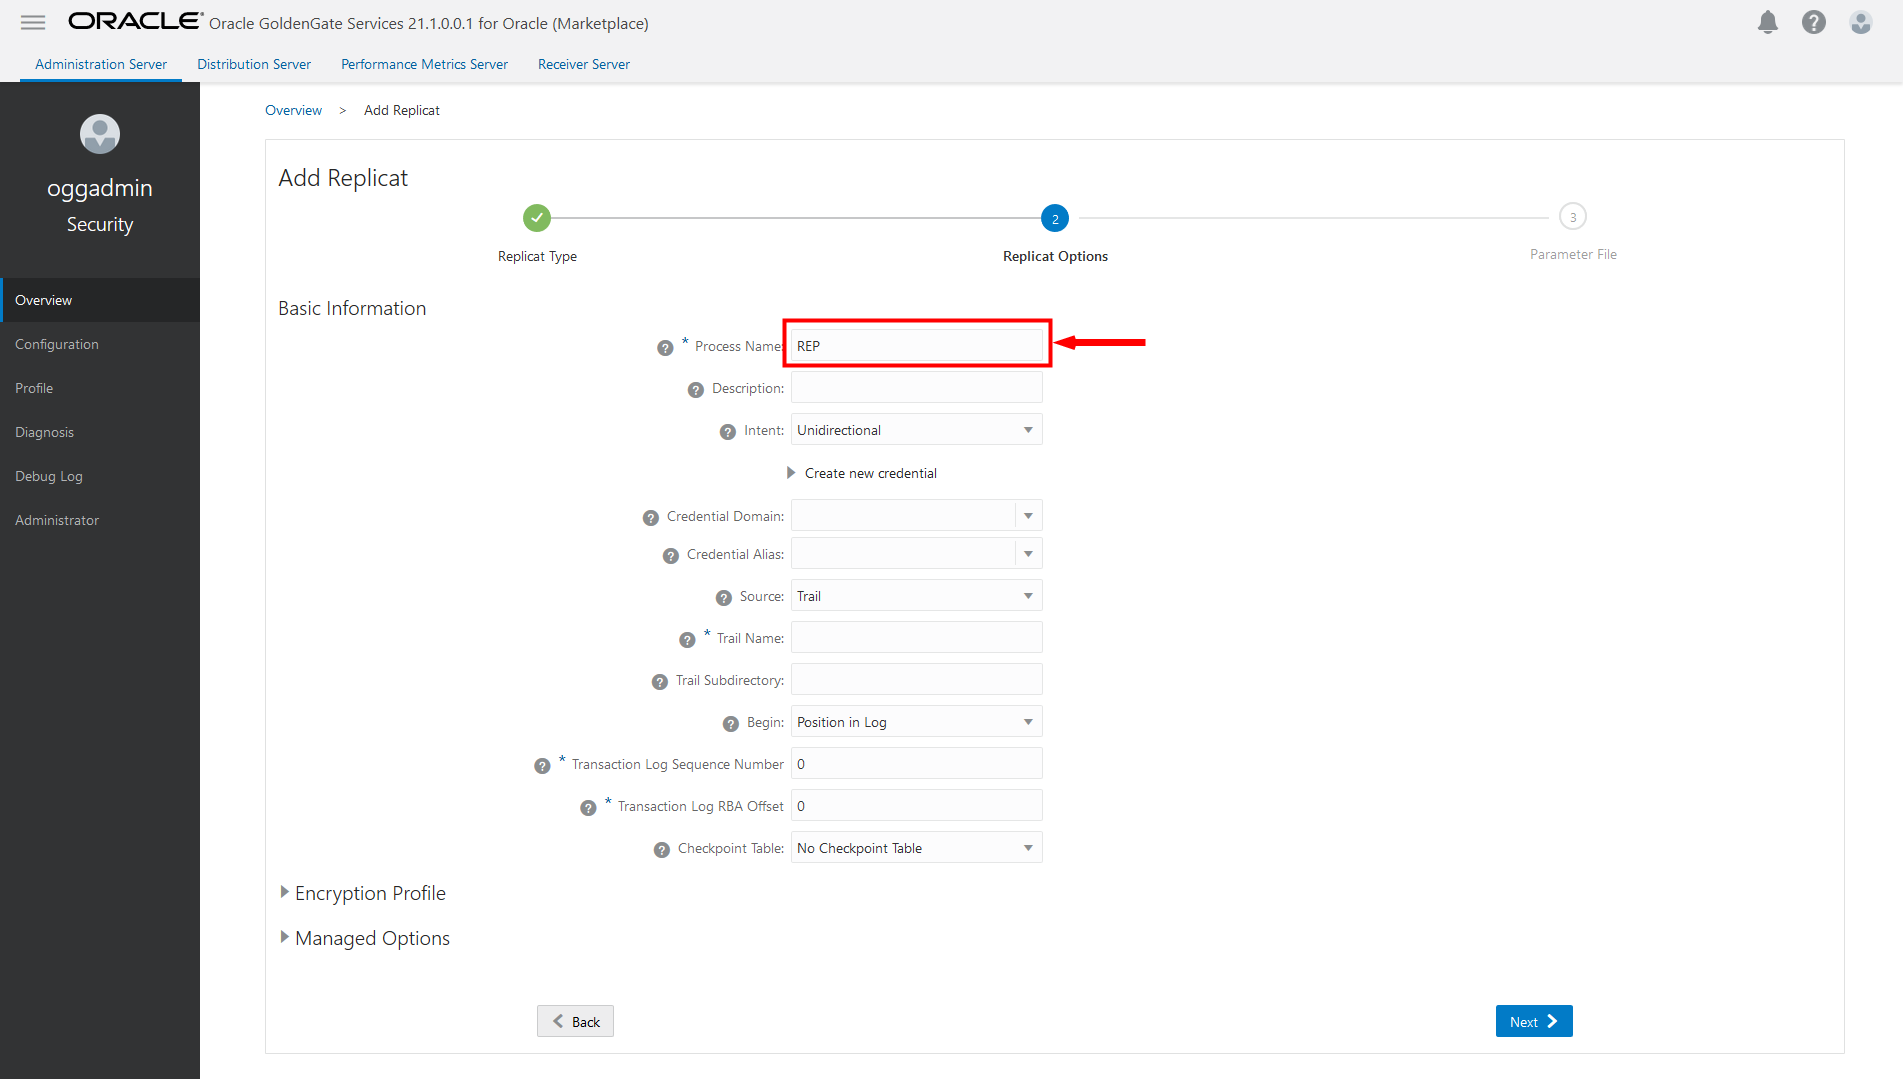 ORACLE Oracle GoldenGate Services 21.1.0.0.1 for Oracle (Marketplace)
Administration Server Distribution Server Performance Metrics Server Receiver Server
oggadmin
Security
Overview
Configuration
Profile
Diagnosis
Debug Log
Administrator
Overview > Add Replicat
Add Replicat
2
3
Replicat Type
Replicat Options
Parameter File
Basic Information
? * Process Name: REP
? Description:
? Intent: Unidirectional
Create new credential
? Credential Domain:
? Credential Alias:
? Source: Trail
? * Trail Name:
? Trail Subdirectory:
? Begin: Position in Log
? * Transaction Log Sequence Number 0
? * Transaction Log RBA Offset 0
? Checkpoint Table: No Checkpoint Table
Encryption Profile
Managed Options
Back
Next